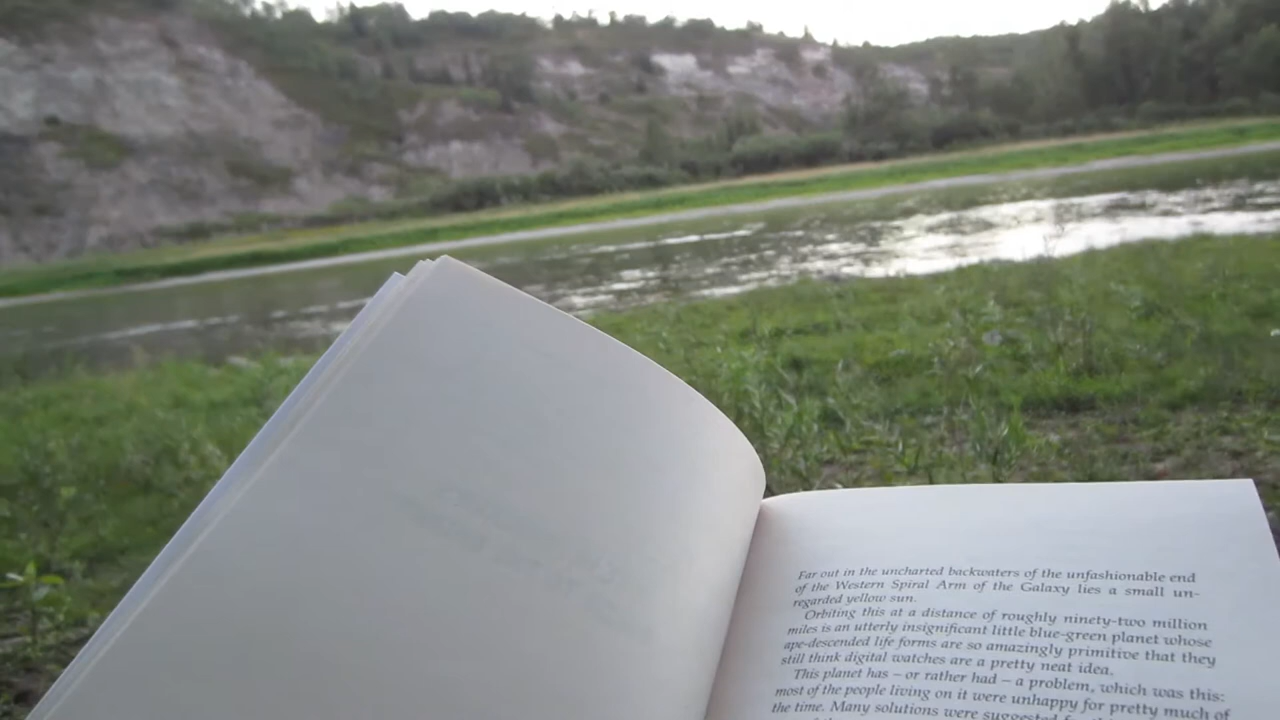 Far out in the uncharted backwaters of the unfashionable end
of the Western Spiral Arm of the Galaxy lies a small un-
regarded yellow sun.
Orbiting this at a distance of roughly ninety-two million
miles is an utterly insignificant little blue-green planet whose
ape-descended life forms are so amazingly primitive that they
still think digital watches are a pretty neat idea.
This planet has – or rather had – a problem, which was this:
most of the people living on it were unhappy for pretty much of
the time. Many solutions were suggested